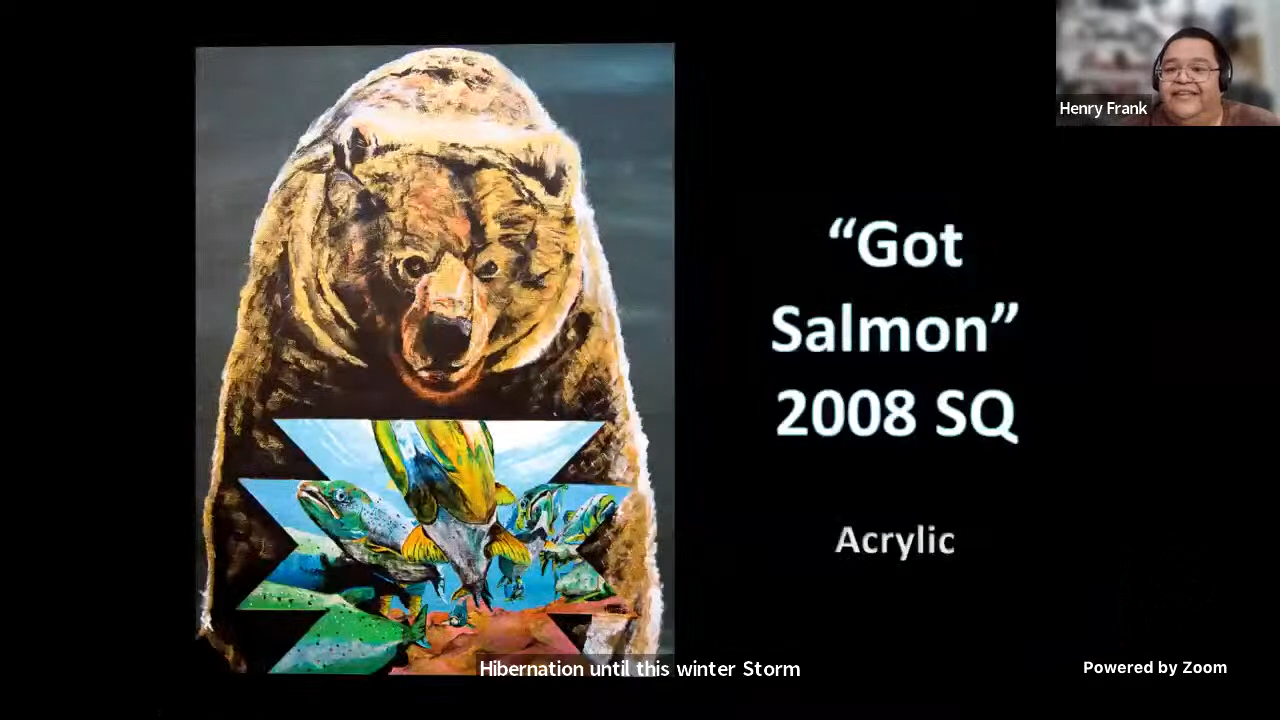 Henry Frank
“Got
Salmon”
2008 SQ
Acrylic
Hibernation until this winter Storm
Powered by Zoom